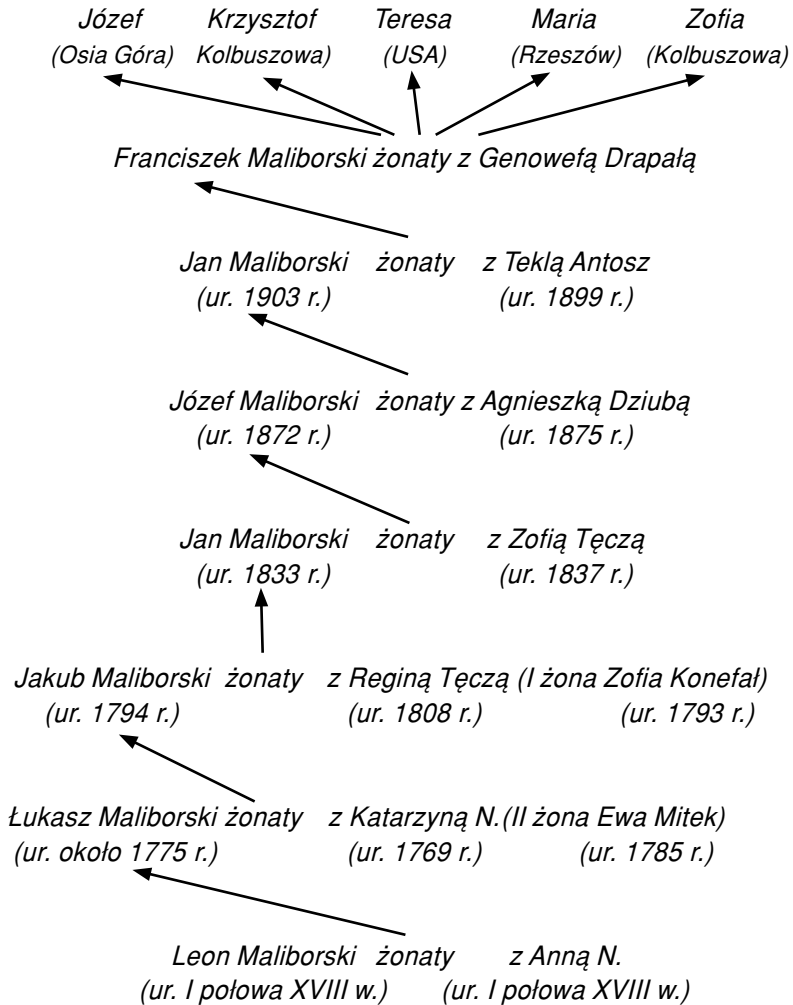 Józef Krzysztof Teresa Maria Zofia
(Osia Góra) Kolbuszowa) (USA) (Rzeszów) (Kolbuszowa)
Franciszek Maliborski żonaty z Genowefą Drapałą
Jan Maliborski żonaty z Teklą Antosz
(ur. 1903 r.) (ur. 1899 r.)
Józef Maliborski żonaty z Agnieszką Dziubą
(ur. 1872 r.) (ur. 1875 r.)
Jan Maliborski żonaty z Zofią Tęczą
(ur. 1833 r.) (ur. 1837 r.)
Jakub Maliborski żonaty z Reginą Tęczą (I żona Zofia Konefał)
(ur. 1794 r.) (ur. 1808 r.) (ur. 1793 r.)
Łukasz Maliborski żonaty z Katarzyną N.(II żona Ewa Mitek)
(ur. około 1775 r.) (ur. 1769 r.) (ur. 1785 r.)
Leon Maliborski żonaty z Anną N.
(ur. I połowa XVIII w.) (ur. I połowa XVIII w.)